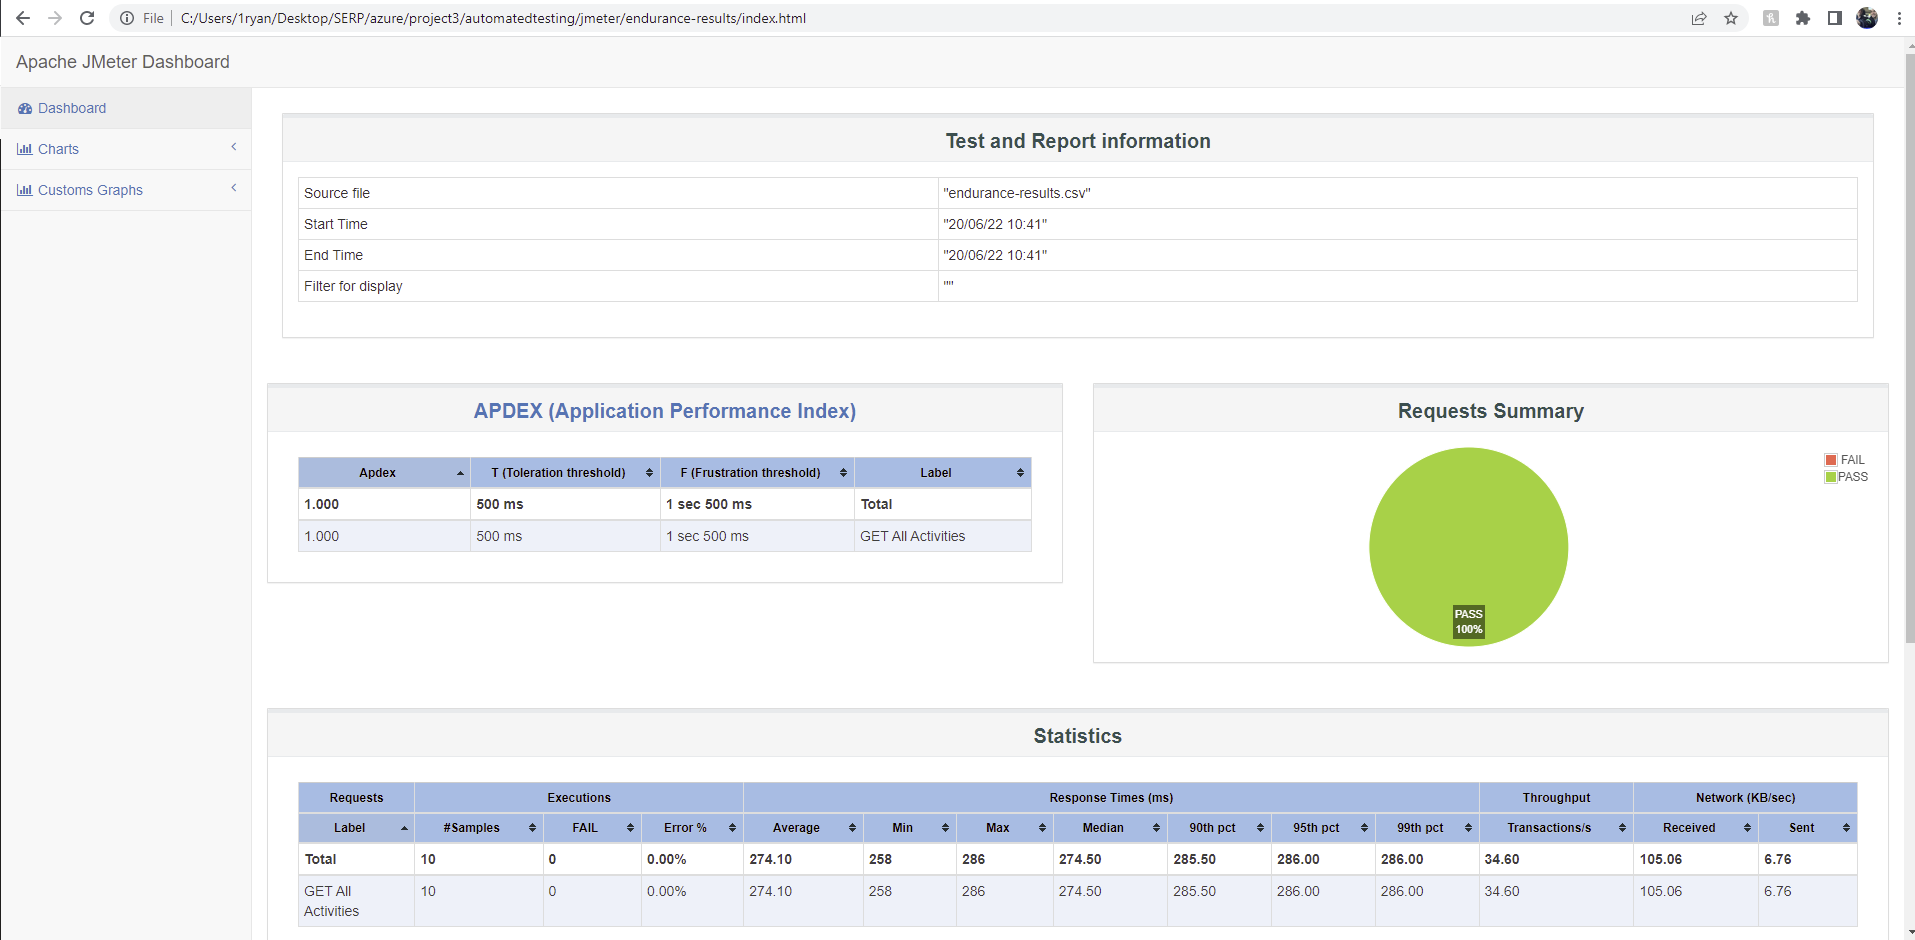 File C:/Users/1ryan/Desktop/SERP/azure/project3/automatedtesting/jmeter/endurance-results/index.html
Apache JMeter Dashboard
Dashboard
Charts
Customs Graphs
Test and Report information
Source file "endurance-results.csv"
Start Time "20/06/22 10:41"
End Time "20/06/22 10:41"
Filter for display ""
APDEX (Application Performance Index)
Apdex T (Toleration threshold) F (Frustration threshold) Label
1.000 500 ms 1 sec 500 ms Total
1.000 500 ms 1 sec 500 ms GET All Activities
Requests Summary
FAIL
PASS
PASS
100%
Statistics
Requests Executions Response Times (ms) Throughput Network (KB/sec)
Label #Samples FAIL Error % Average Min Max Median 90th pct 95th pct 99th pct Transactions/s Received Sent
Total 10 0 0.00% 274.10 258 286 274.50 285.50 286.00 286.00 34.60 105.06 6.76
GET All 10 0 0.00% 274.10 258 286 274.50 285.50 286.00 286.00 34.60 105.06 6.76
Activities